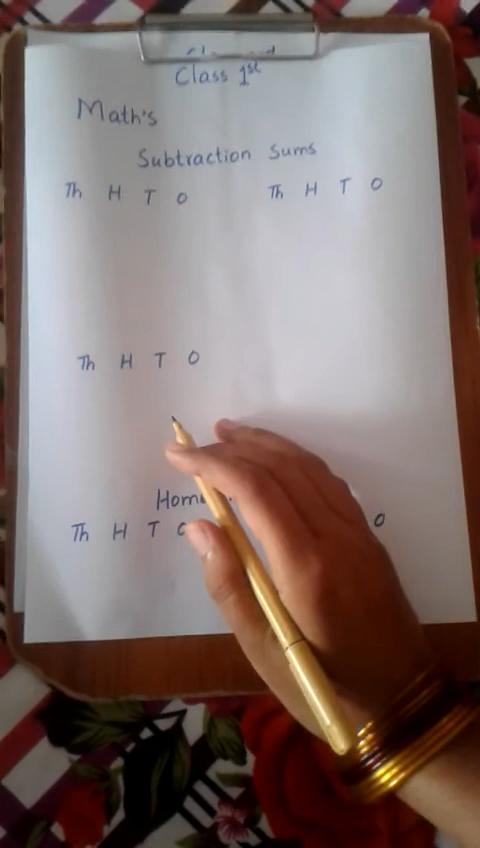 Class 1st
Math's
Subtraction Sums
Th H T O Th H T O
Th H T O
Th H T O